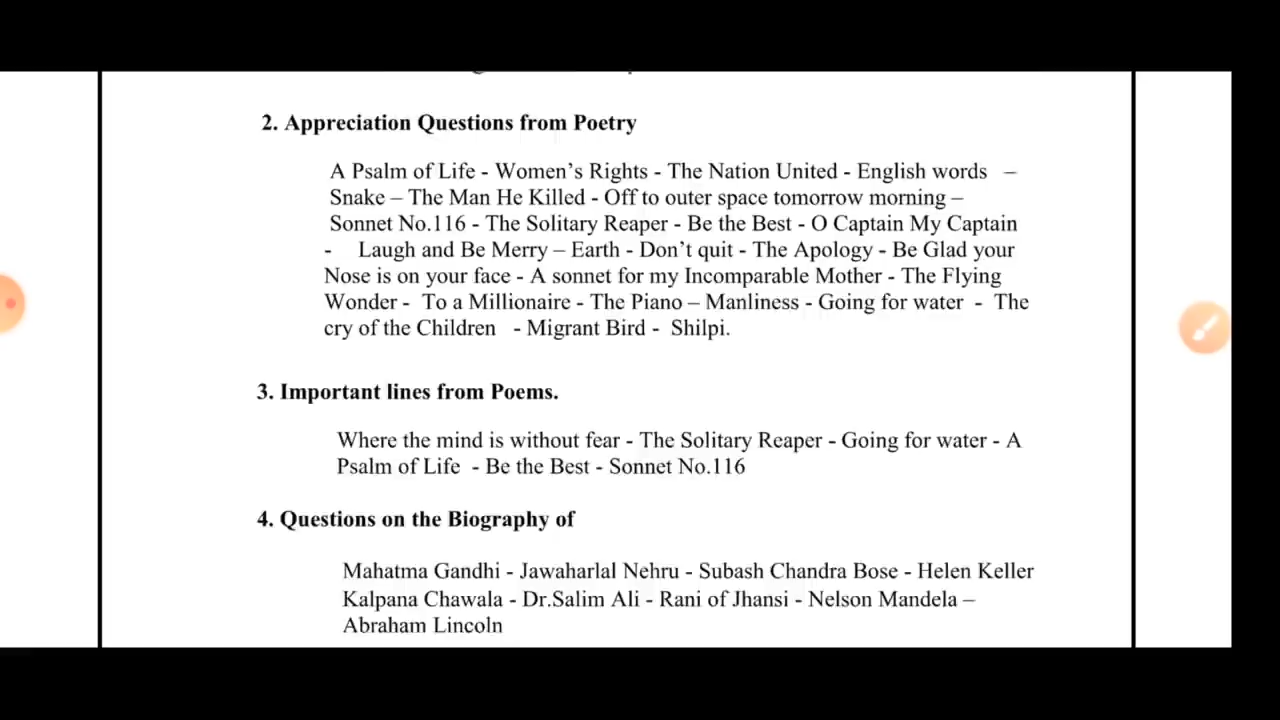 2. Appreciation Questions from Poetry
A Psalm of Life - Women's Rights - The Nation United - English words –
Snake – The Man He Killed - Off to outer space tomorrow morning –
Sonnet No.116 - The Solitary Reaper - Be the Best - O Captain My Captain
- Laugh and Be Merry – Earth - Don't quit - The Apology - Be Glad your
Nose is on your face - A sonnet for my Incomparable Mother - The Flying
Wonder - To a Millionaire - The Piano – Manliness - Going for water - The
cry of the Children - Migrant Bird - Shilpi.
3. Important lines from Poems.
Where the mind is without fear - The Solitary Reaper - Going for water - A
Psalm of Life - Be the Best - Sonnet No.116
4. Questions on the Biography of
Mahatma Gandhi - Jawaharlal Nehru - Subash Chandra Bose - Helen Keller
Kalpana Chawala - Dr.Salim Ali - Rani of Jhansi - Nelson Mandela –
Abraham Lincoln